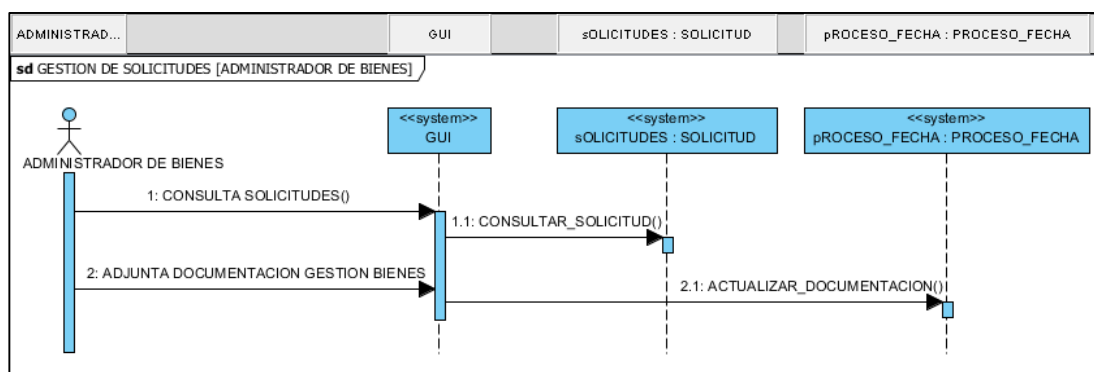 ADMINISTRAD... GUI sOLICITUDES : SOLICITUD pROCESO_FECHA : PROCESO_FECHA
sd GESTION DE SOLICITUDES [ADMINISTRADOR DE BIENES]
<<system>> <<system>> <<system>>
GUI sOLICITUDES : SOLICITUD pROCESO_FECHA : PROCESO_FECHA
ADMINISTRADOR DE BIENES
1: CONSULTA SOLICITUDES()
1.1: CONSULTAR_SOLICITUD()
2: ADJUNTA DOCUMENTACION GESTION BIENES
2.1: ACTUALIZAR_DOCUMENTACION()